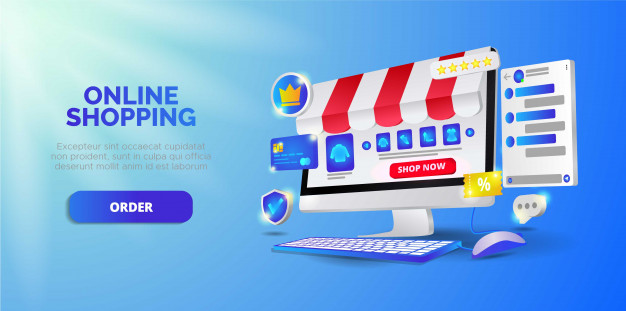 ONLINE
SHOPPING
Excepteur sint occaecat cupidatat
non proident, sunt in culpa qui officia
deserunt mollit anim id est laborum
ORDER
SHOP NOW
%